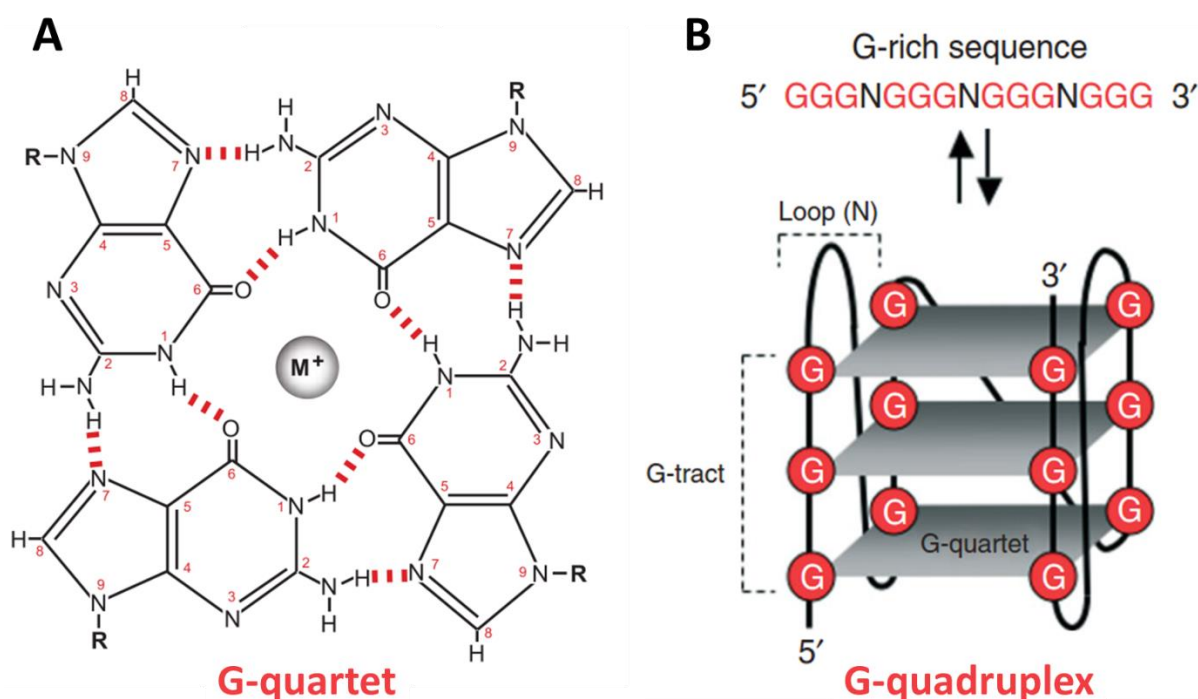 A
B
G-rich sequence
5′ GGGNGGGNGGGNGGG 3′
Loop (N)
3′
G G
G G
G G
G-tract
G G
G G
G-quartet
G G
5′
H
8
R–N 9
7 N
4
5
N 3
6 O
1
2 N
H–N H
H
H
H–N
2
N
3
R
N
9
4
8 H
5
N 7
H–N 1
6
O
M⁺
O
6
5
7 N
H 8
9 N
R
4
3
N
2
1 N–H
N–H
H
H
N–H
2
H
N 1
O 6
N 3
5
4
N 7
9 N–R
8
H
G-quartet
G-quadruplex